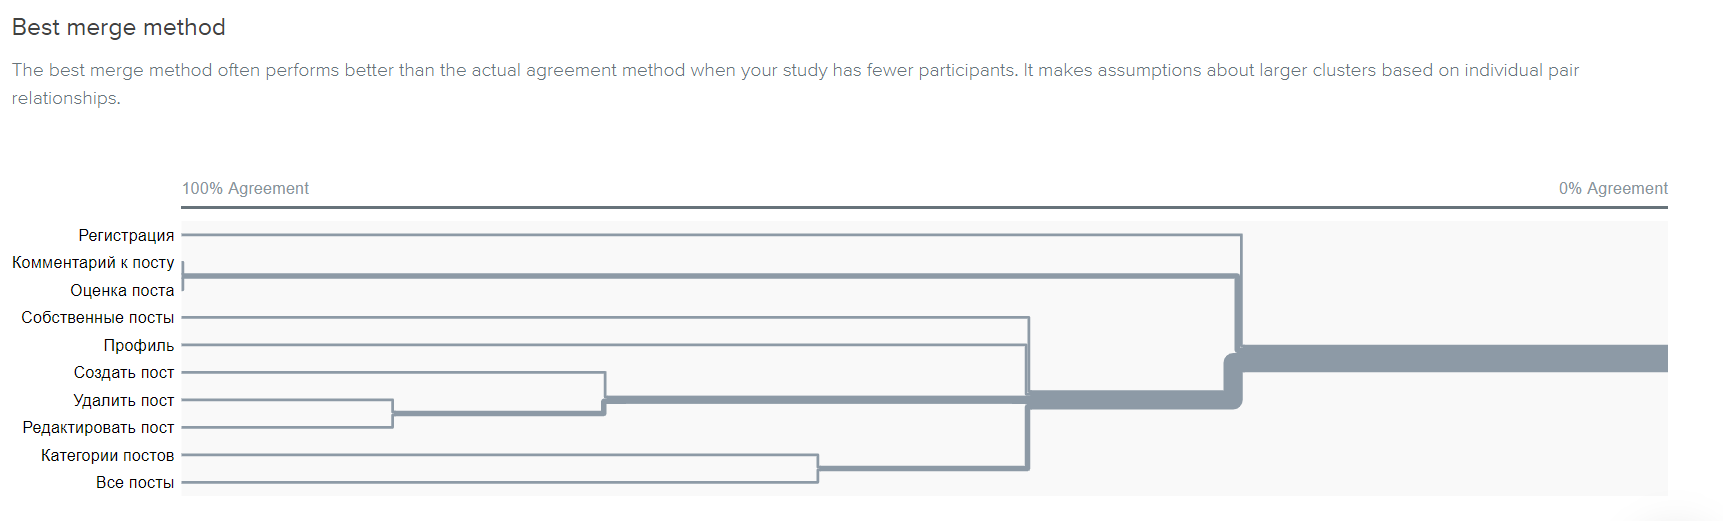 Best merge method
The best merge method often performs better than the actual agreement method when your study has fewer participants. It makes assumptions about larger clusters based on individual pair
relationships.
100% Agreement
0% Agreement
Регистрация
Комментарий к посту
Оценка поста
Собственные посты
Профиль
Создать пост
Удалить пост
Редактировать пост
Категории постов
Все посты